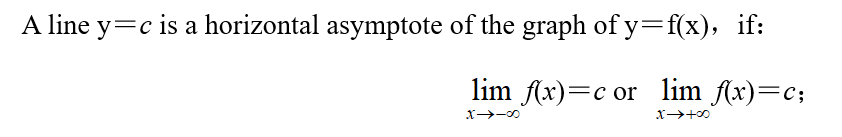 A line y=c is a horizontal asymptote of the graph of y=f(x)，if：
lim f(x)=c or lim f(x)=c；
x→-∞ x→+∞